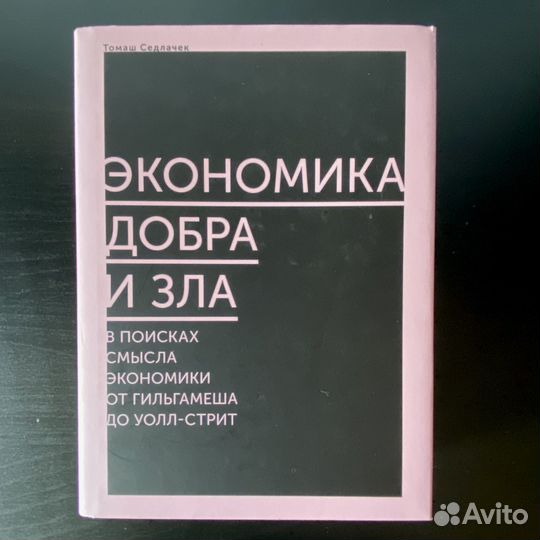 Томаш Седлачек
ЭКОНОМИКА
ДОБРА
И ЗЛА
В ПОИСКАХ
СМЫСЛА
ЭКОНОМИКИ
ОТ ГИЛЬГАМЕША
ДО УОЛЛ-СТРИТ
Avito